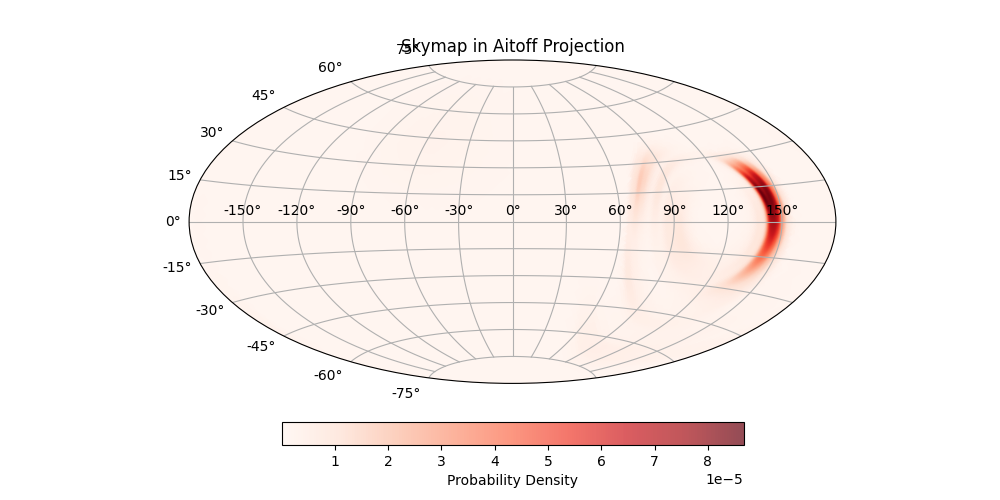 Skymap in Aitoff Projection
75°
60°
45°
30°
15°
-150° -120° -90° -60° -30° 0° 30° 60° 90° 120° 150°
0°
-15°
-30°
-45°
-60°
-75°
1 2 3 4 5 6 7 8
1e−5
Probability Density